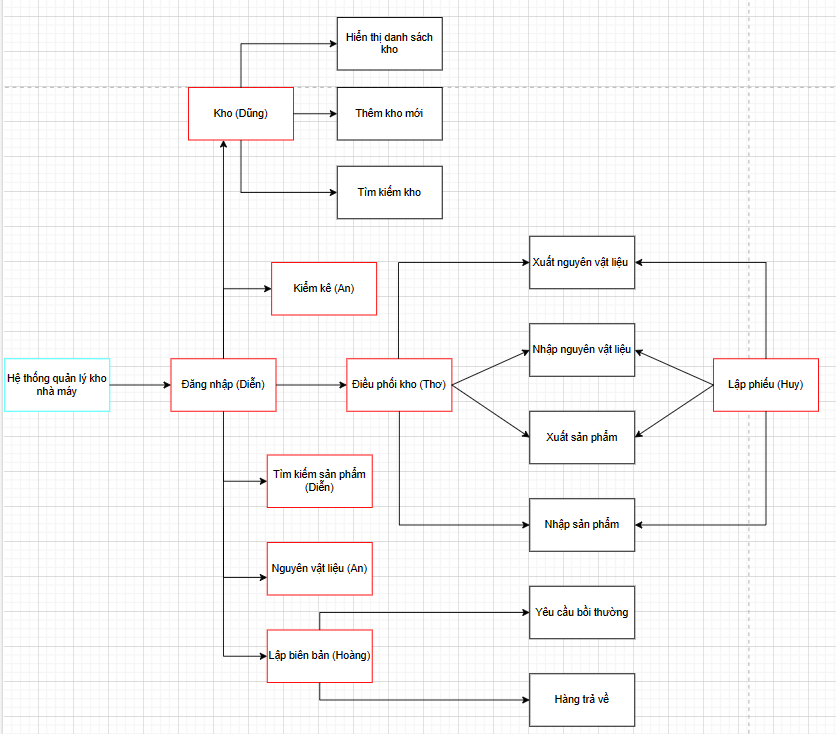 Hiển thị danh sách
kho
Kho (Dũng)
Thêm kho mới
Tìm kiếm kho
Xuất nguyên vật liệu
Kiểm kê (An)
Nhập nguyên vật liệu
Hệ thống quản lý kho
nhà máy
Đăng nhập (Diễn)
Điều phối kho (Thơ)
Lập phiếu (Huy)
Xuất sản phẩm
Tìm kiếm sản phẩm
(Diễn)
Nhập sản phẩm
Nguyên vật liệu (An)
Yêu cầu bồi thường
Lập biên bản (Hoàng)
Hàng trả về